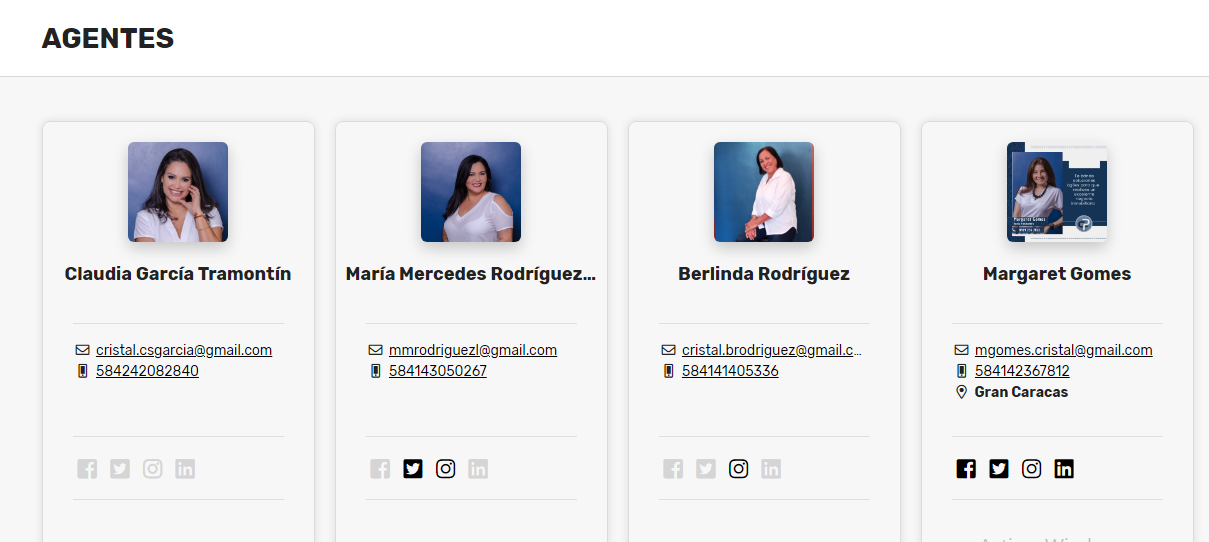 AGENTES
Claudia García Tramontín
cristal.csgarcia@gmail.com
584242082840
María Mercedes Rodríguez...
mmrodriguezl@gmail.com
584143050267
Berlinda Rodríguez
cristal.brodriguez@gmail.c...
584141405336
Margaret Gomes
mgomes.cristal@gmail.com
584142367812
Gran Caracas